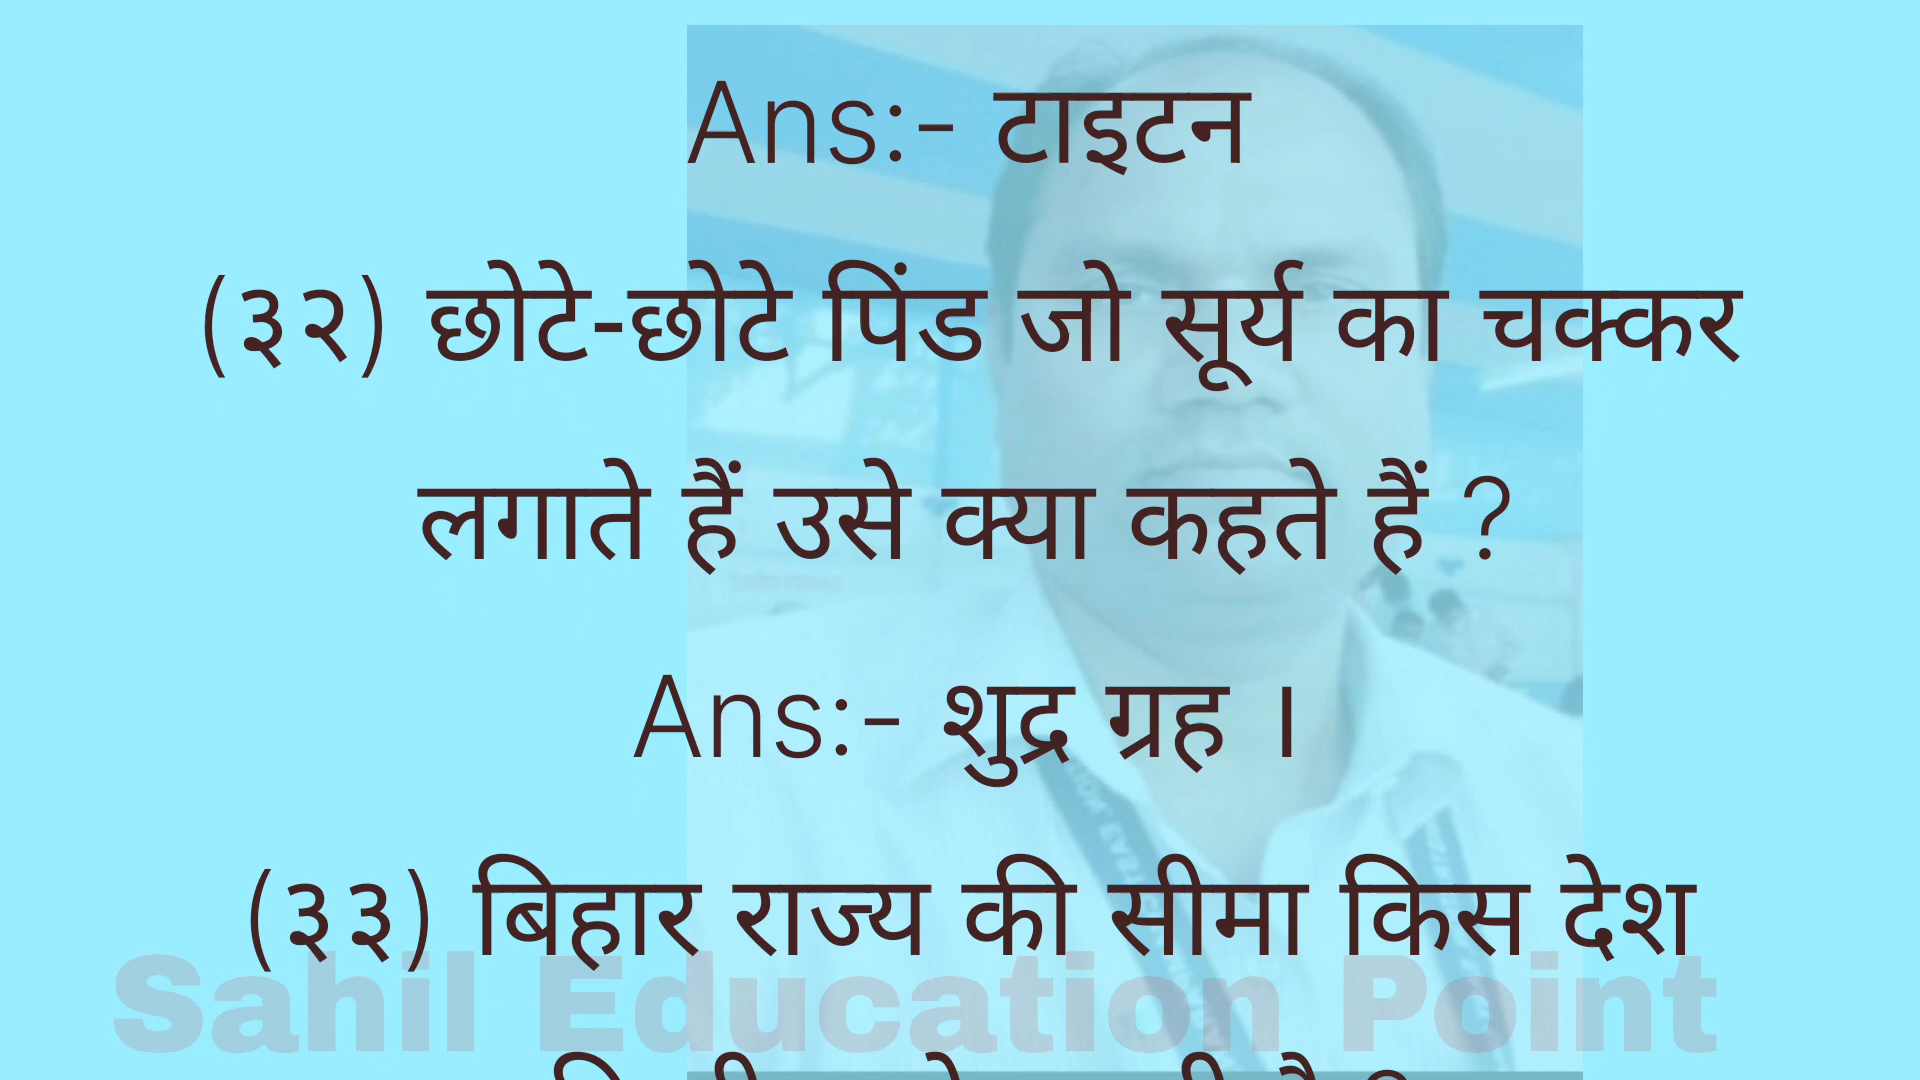 Ans:- टाइटन
(३२) छोटे-छोटे पिंड जो सूर्य का चक्कर
लगाते हैं उसे क्या कहते हैं ?
Ans:- शुद्र ग्रह ।
(३३) बिहार राज्य की सीमा किस देश
Sahil Education Point